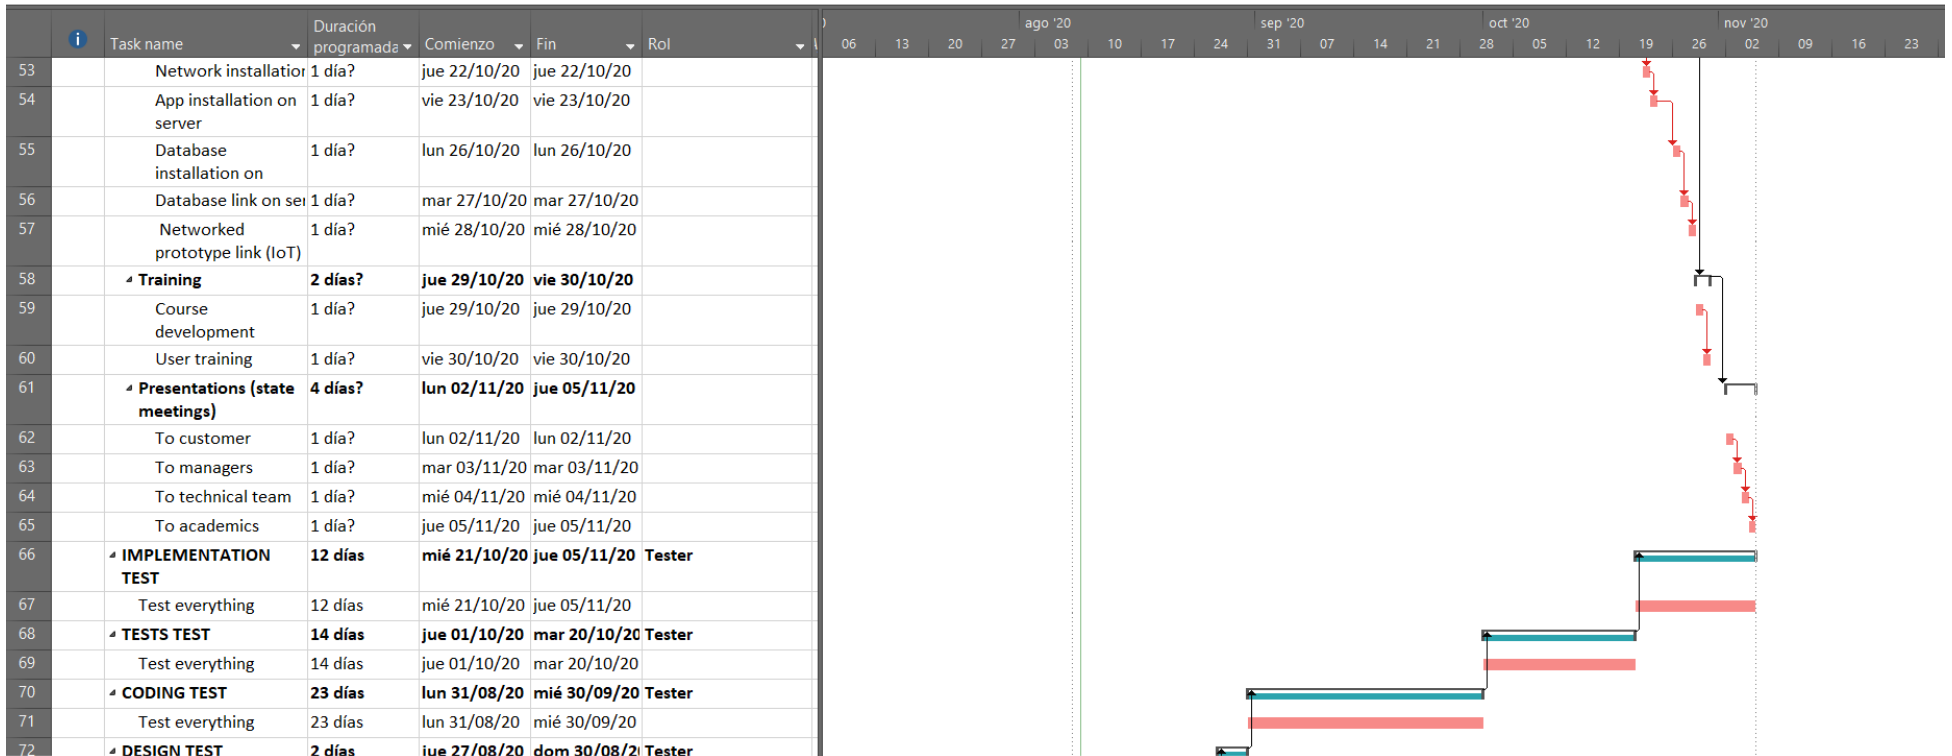 ago '20 sep '20 oct '20 nov '20
Duración
Task name programada Comienzo Fin Rol
06 13 20 27 03 10 17 24 31 07 14 21 28 05 12 19 26 02 09 16 23
53 Network installation 1 día? jue 22/10/20 jue 22/10/20
54 App installation on 1 día? vie 23/10/20 vie 23/10/20
server
55 Database 1 día? lun 26/10/20 lun 26/10/20
installation on
56 Database link on ser 1 día? mar 27/10/20 mar 27/10/20
57 Networked 1 día? mié 28/10/20 mié 28/10/20
prototype link (IoT)
58 Training 2 días? jue 29/10/20 vie 30/10/20
59 Course 1 día? jue 29/10/20 jue 29/10/20
development
60 User training 1 día? vie 30/10/20 vie 30/10/20
61 Presentations (state 4 días? lun 02/11/20 jue 05/11/20
meetings)
62 To customer 1 día? lun 02/11/20 lun 02/11/20
63 To managers 1 día? mar 03/11/20 mar 03/11/20
64 To technical team 1 día? mié 04/11/20 mié 04/11/20
65 To academics 1 día? jue 05/11/20 jue 05/11/20
66 IMPLEMENTATION 12 días mié 21/10/20 jue 05/11/20 Tester
TEST
67 Test everything 12 días mié 21/10/20 jue 05/11/20
68 TESTS TEST 14 días jue 01/10/20 mar 20/10/20 Tester
69 Test everything 14 días jue 01/10/20 mar 20/10/20
70 CODING TEST 23 días lun 31/08/20 mié 30/09/20 Tester
71 Test everything 23 días lun 31/08/20 mié 30/09/20
72 DESIGN TEST 2 días jue 27/08/20 dom 30/08/2 Tester